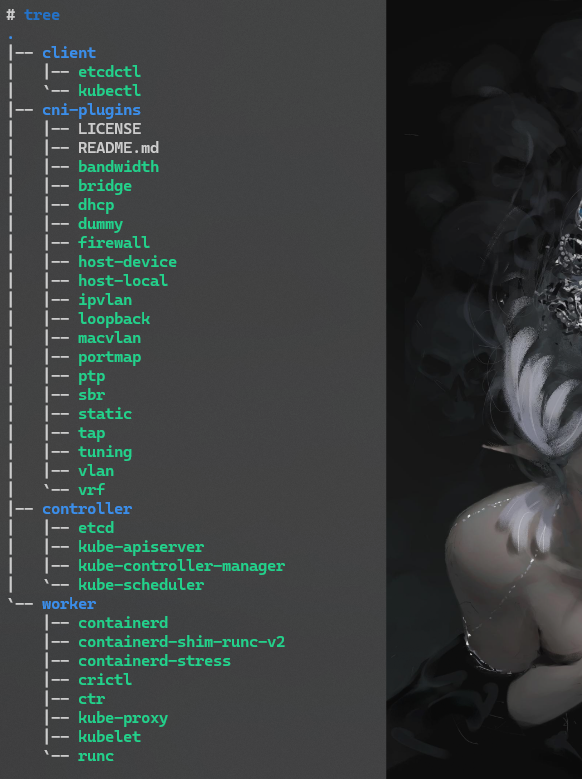 # tree
.
|-- client
|   |-- etcdctl
|   `-- kubectl
|-- cni-plugins
|   |-- LICENSE
|   |-- README.md
|   |-- bandwidth
|   |-- bridge
|   |-- dhcp
|   |-- dummy
|   |-- firewall
|   |-- host-device
|   |-- host-local
|   |-- ipvlan
|   |-- loopback
|   |-- macvlan
|   |-- portmap
|   |-- ptp
|   |-- sbr
|   |-- static
|   |-- tap
|   |-- tuning
|   |-- vlan
|   `-- vrf
|-- controller
|   |-- etcd
|   |-- kube-apiserver
|   |-- kube-controller-manager
|   `-- kube-scheduler
`-- worker
    |-- containerd
    |-- containerd-shim-runc-v2
    |-- containerd-stress
    |-- crictl
    |-- ctr
    |-- kube-proxy
    |-- kubelet
    `-- runc